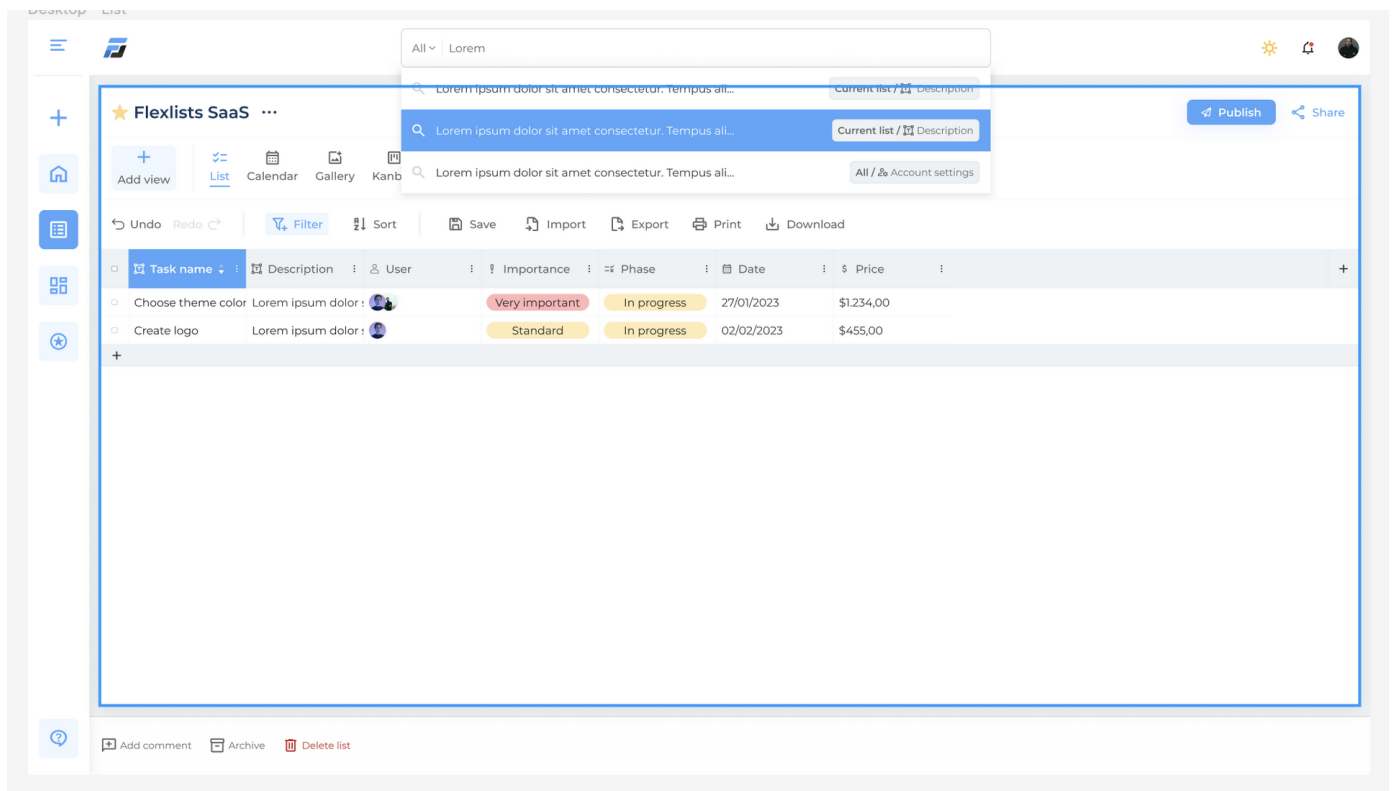 Desktop List
All Lorem
Lorem ipsum dolor sit amet consectetur. Tempus ali... Current list / Description
Flexlists SaaS ... Publish Share
Lorem ipsum dolor sit amet consectetur. Tempus ali... Current list / Description
Add view List Calendar Gallery Kanb
Lorem ipsum dolor sit amet consectetur. Tempus ali... All / Account settings
Undo Redo Filter Sort Save Import Export Print Download
Task name Description User Importance Phase Date $ Price +
Choose theme color Lorem ipsum dolor Very important In progress 27/01/2023 $1.234,00
Create logo Lorem ipsum dolor Standard In progress 02/02/2023 $455,00
+
Add comment Archive Delete list